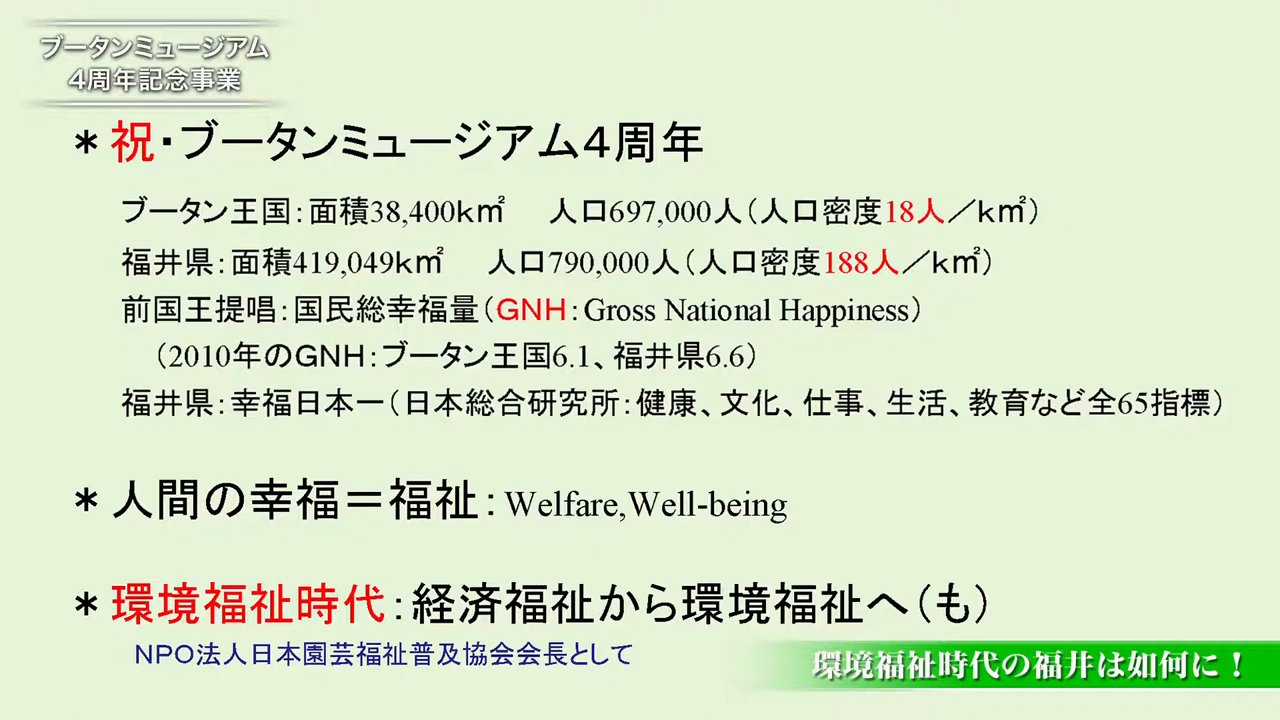 ブータンミュージアム
4周年記念事業
＊祝・ブータンミュージアム４周年
ブータン王国：面積38,400ｋ㎡　人口697,000人（人口密度18人／ｋ㎡）
福井県：面積419,049ｋ㎡　人口790,000人（人口密度188人／ｋ㎡）
前国王提唱：国民総幸福量（ＧＮＨ：Gross National Happiness）
（2010年のＧＮＨ：ブータン王国6.1、福井県6.6）
福井県：幸福日本一（日本総合研究所：健康、文化、仕事、生活、教育など全65指標）
＊人間の幸福＝福祉：Welfare,Well-being
＊環境福祉時代：経済福祉から環境福祉へ（も）
ＮＰＯ法人日本園芸福祉普及協会会長として
環境福祉時代の福井は如何に！